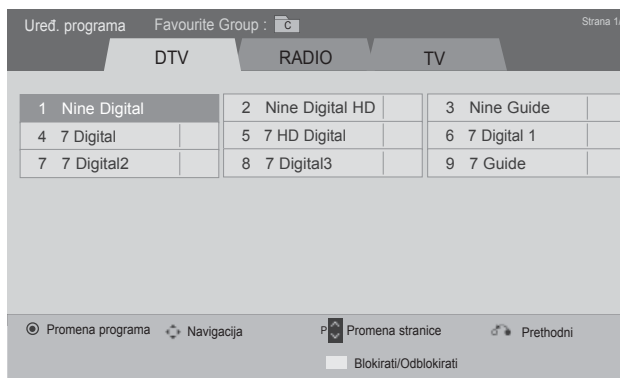 Uređ. programa Favourite Group : C Strana 1/
DTV RADIO TV
1 Nine Digital 2 Nine Digital HD 3 Nine Guide
4 7 Digital 5 7 HD Digital 6 7 Digital 1
7 7 Digital2 8 7 Digital3 9 7 Guide
Promena programa Navigacija P Promena stranice Prethodni
Blokirati/Odblokirati